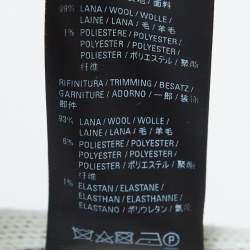 99% LANA / WOOL / WOLLE /
LAINE / LANA / 毛 / 羊毛
1% POLIESTERE / POLYESTER /
POLYESTER / POLYESTER /
POLIÉSTER / ポリエステル / 聚酯
纤维
RIFINITURA / TRIMMING / BESATZ /
GARNITURE / ADORNO / 一部 / 装饰
部件
93% LANA / WOOL / WOLLE /
LAINE / LANA / 毛 / 羊毛
6% POLIESTERE / POLYESTER /
POLYESTER / POLYESTER /
POLIÉSTER / ポリエステル / 聚酯
纤维
1% ELASTAN / ELASTANE /
ELASTHAN / ELASTHANNE /
ELASTANO / ポリウレタン / 氨纶